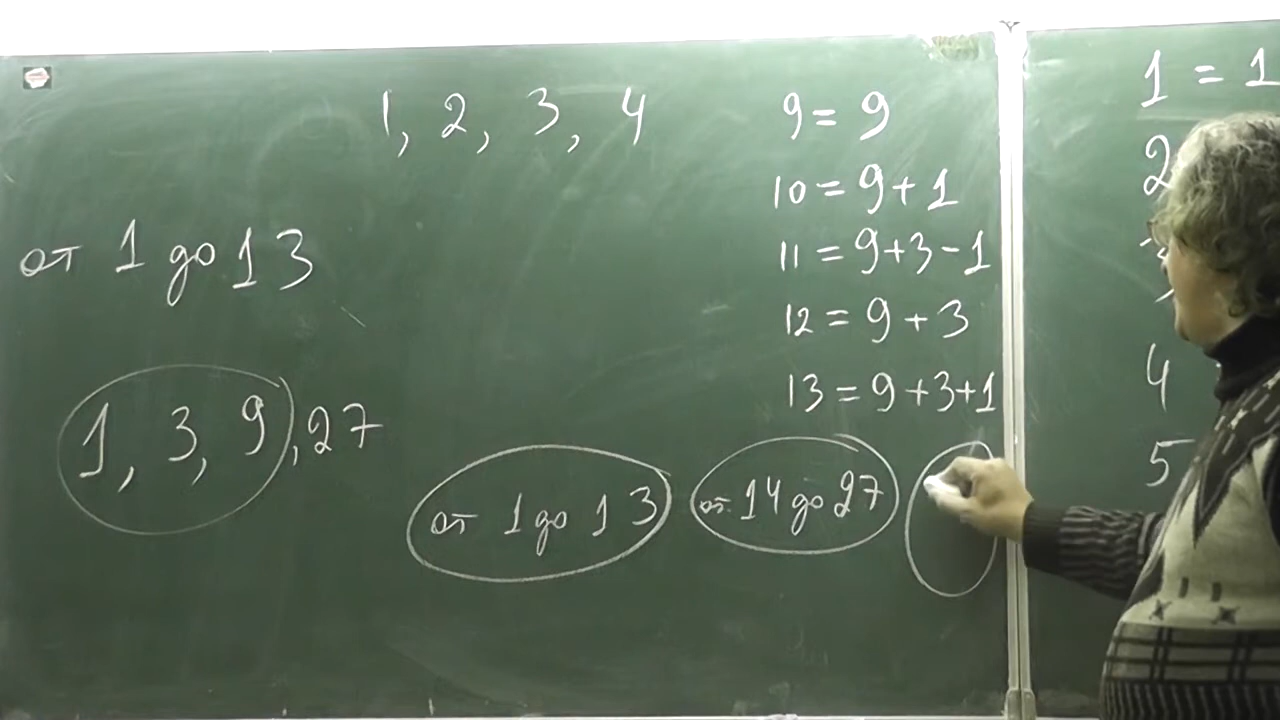 1, 2, 3, 4
от 1 до 13
1, 3, 9, 27
от 1 до 13
от 14 до 27
9 = 9
10 = 9 + 1
11 = 9 + 3 - 1
12 = 9 + 3
13 = 9 + 3 + 1
1 = 1
2
3
4
5